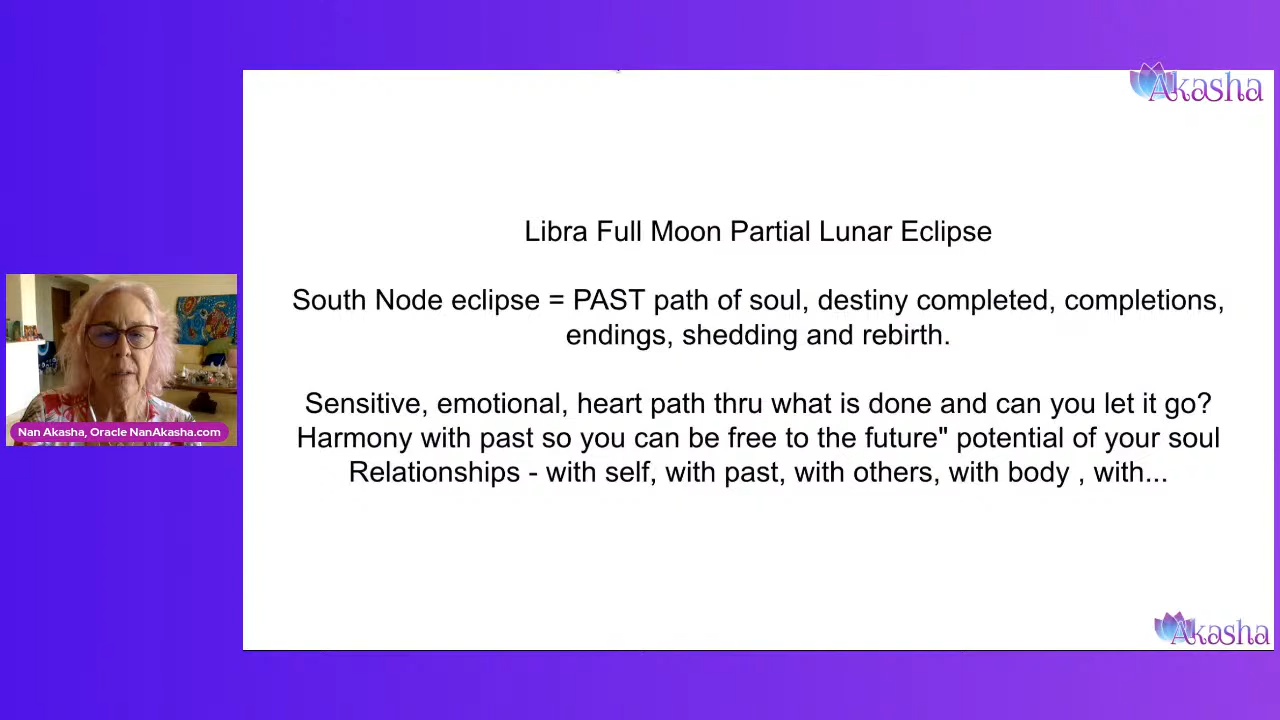 Akasha
Libra Full Moon Partial Lunar Eclipse
South Node eclipse = PAST path of soul, destiny completed, completions,
endings, shedding and rebirth.
Sensitive, emotional, heart path thru what is done and can you let it go?
Harmony with past so you can be free to the future" potential of your soul
Relationships - with self, with past, with others, with body , with...
Nan Akasha, Oracle NanAkasha.com
Akasha